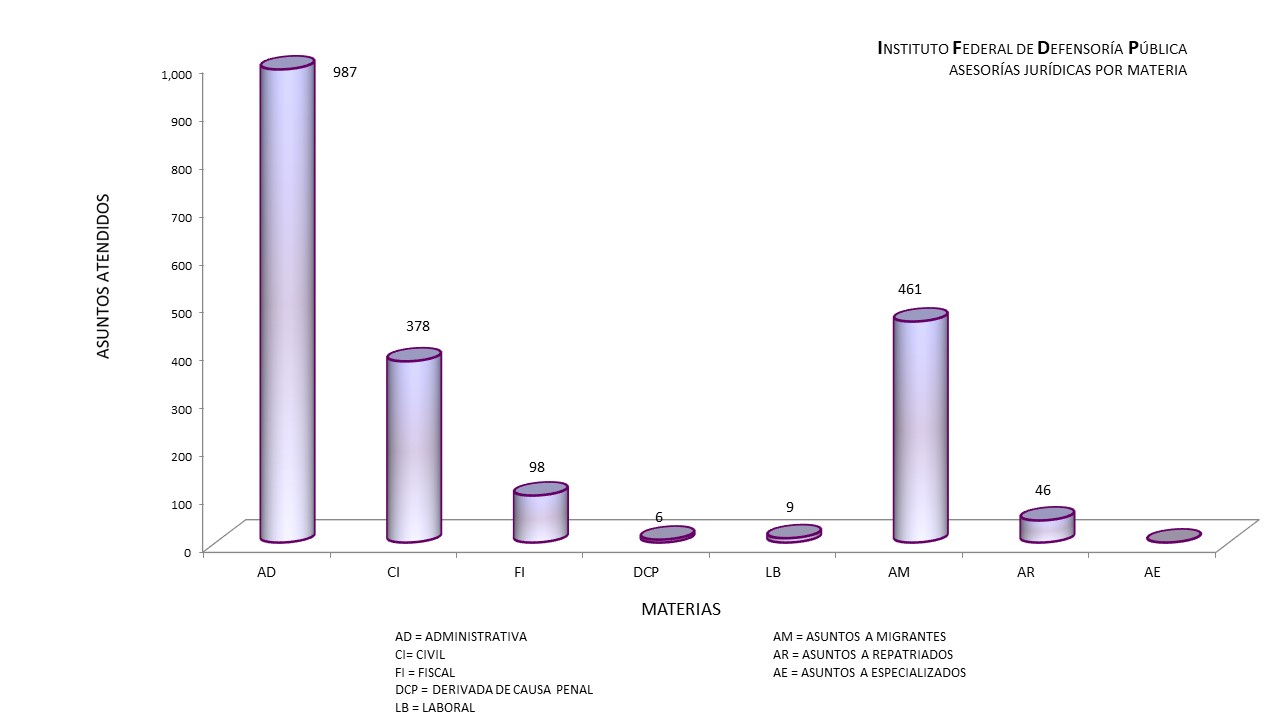 INSTITUTO FEDERAL DE DEFENSORÍA PÚBLICA
ASESORÍAS JURÍDICAS POR MATERIA
ASUNTOS ATENDIDOS
1,000
900
800
700
600
500
400
300
200
100
0
987
378
98
6
9
461
46
AD CI FI DCP LB AM AR AE
MATERIAS
AD = ADMINISTRATIVA
CI= CIVIL
FI = FISCAL
DCP = DERIVADA DE CAUSA PENAL
LB = LABORAL
AM = ASUNTOS A MIGRANTES
AR = ASUNTOS A REPATRIADOS
AE = ASUNTOS A ESPECIALIZADOS